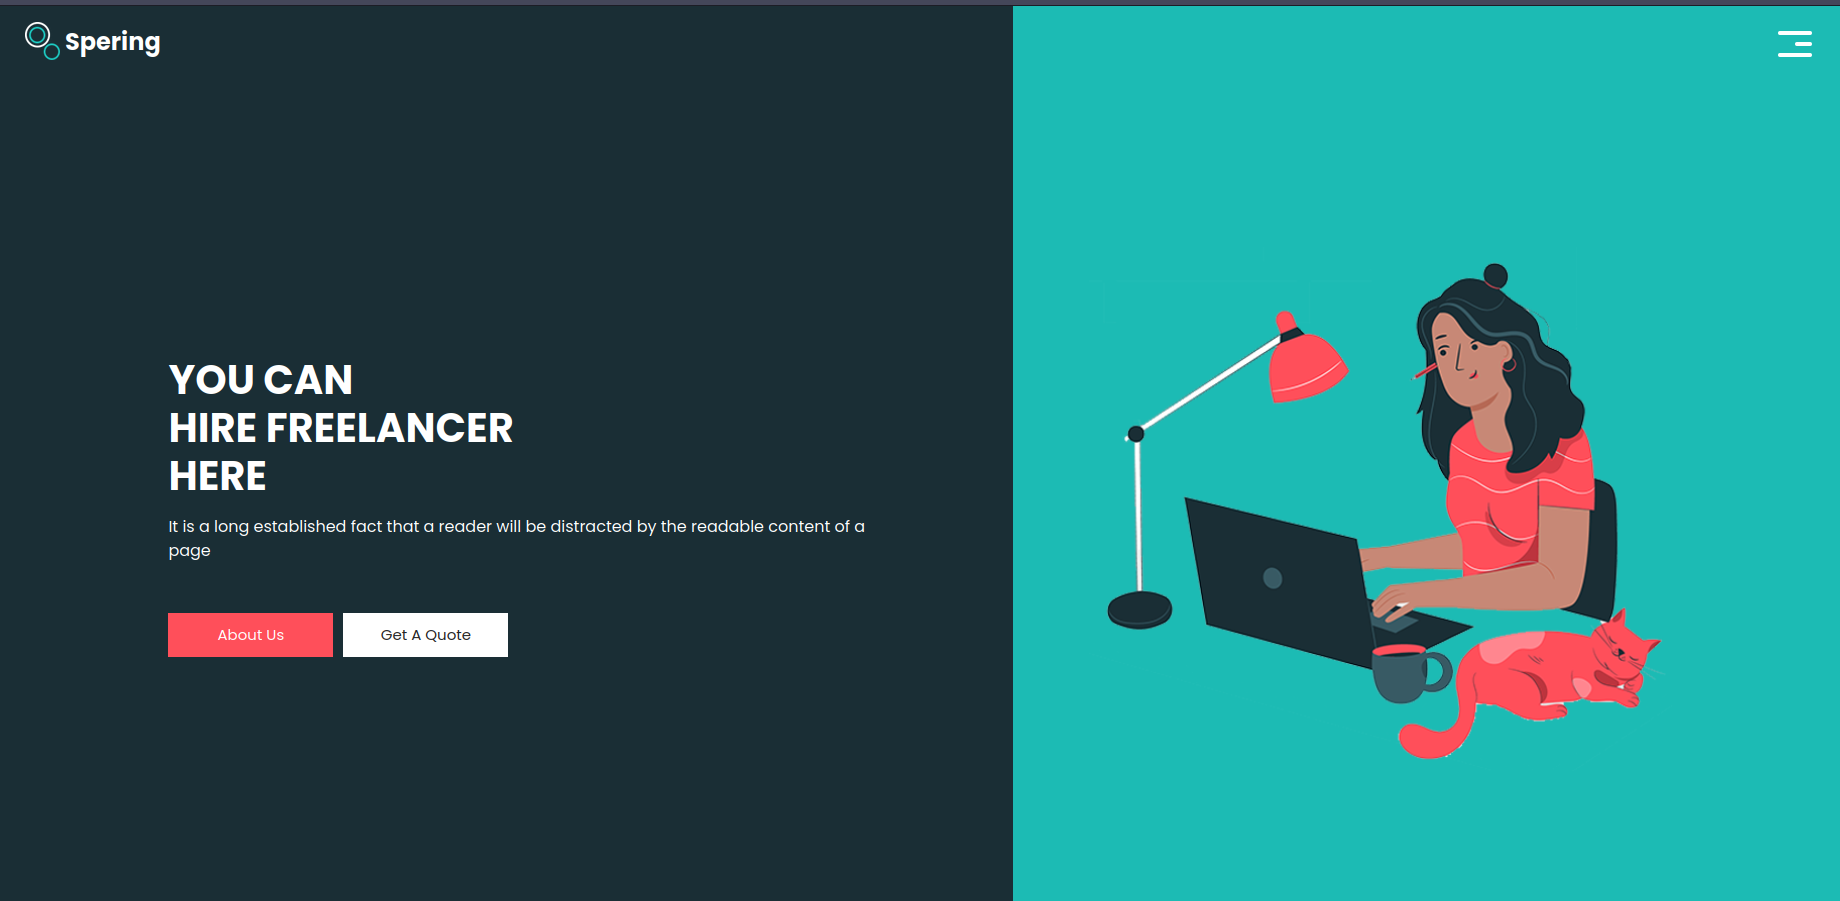 Spering
YOU CAN
HIRE FREELANCER
HERE
It is a long established fact that a reader will be distracted by the readable content of a
page
About Us
Get A Quote